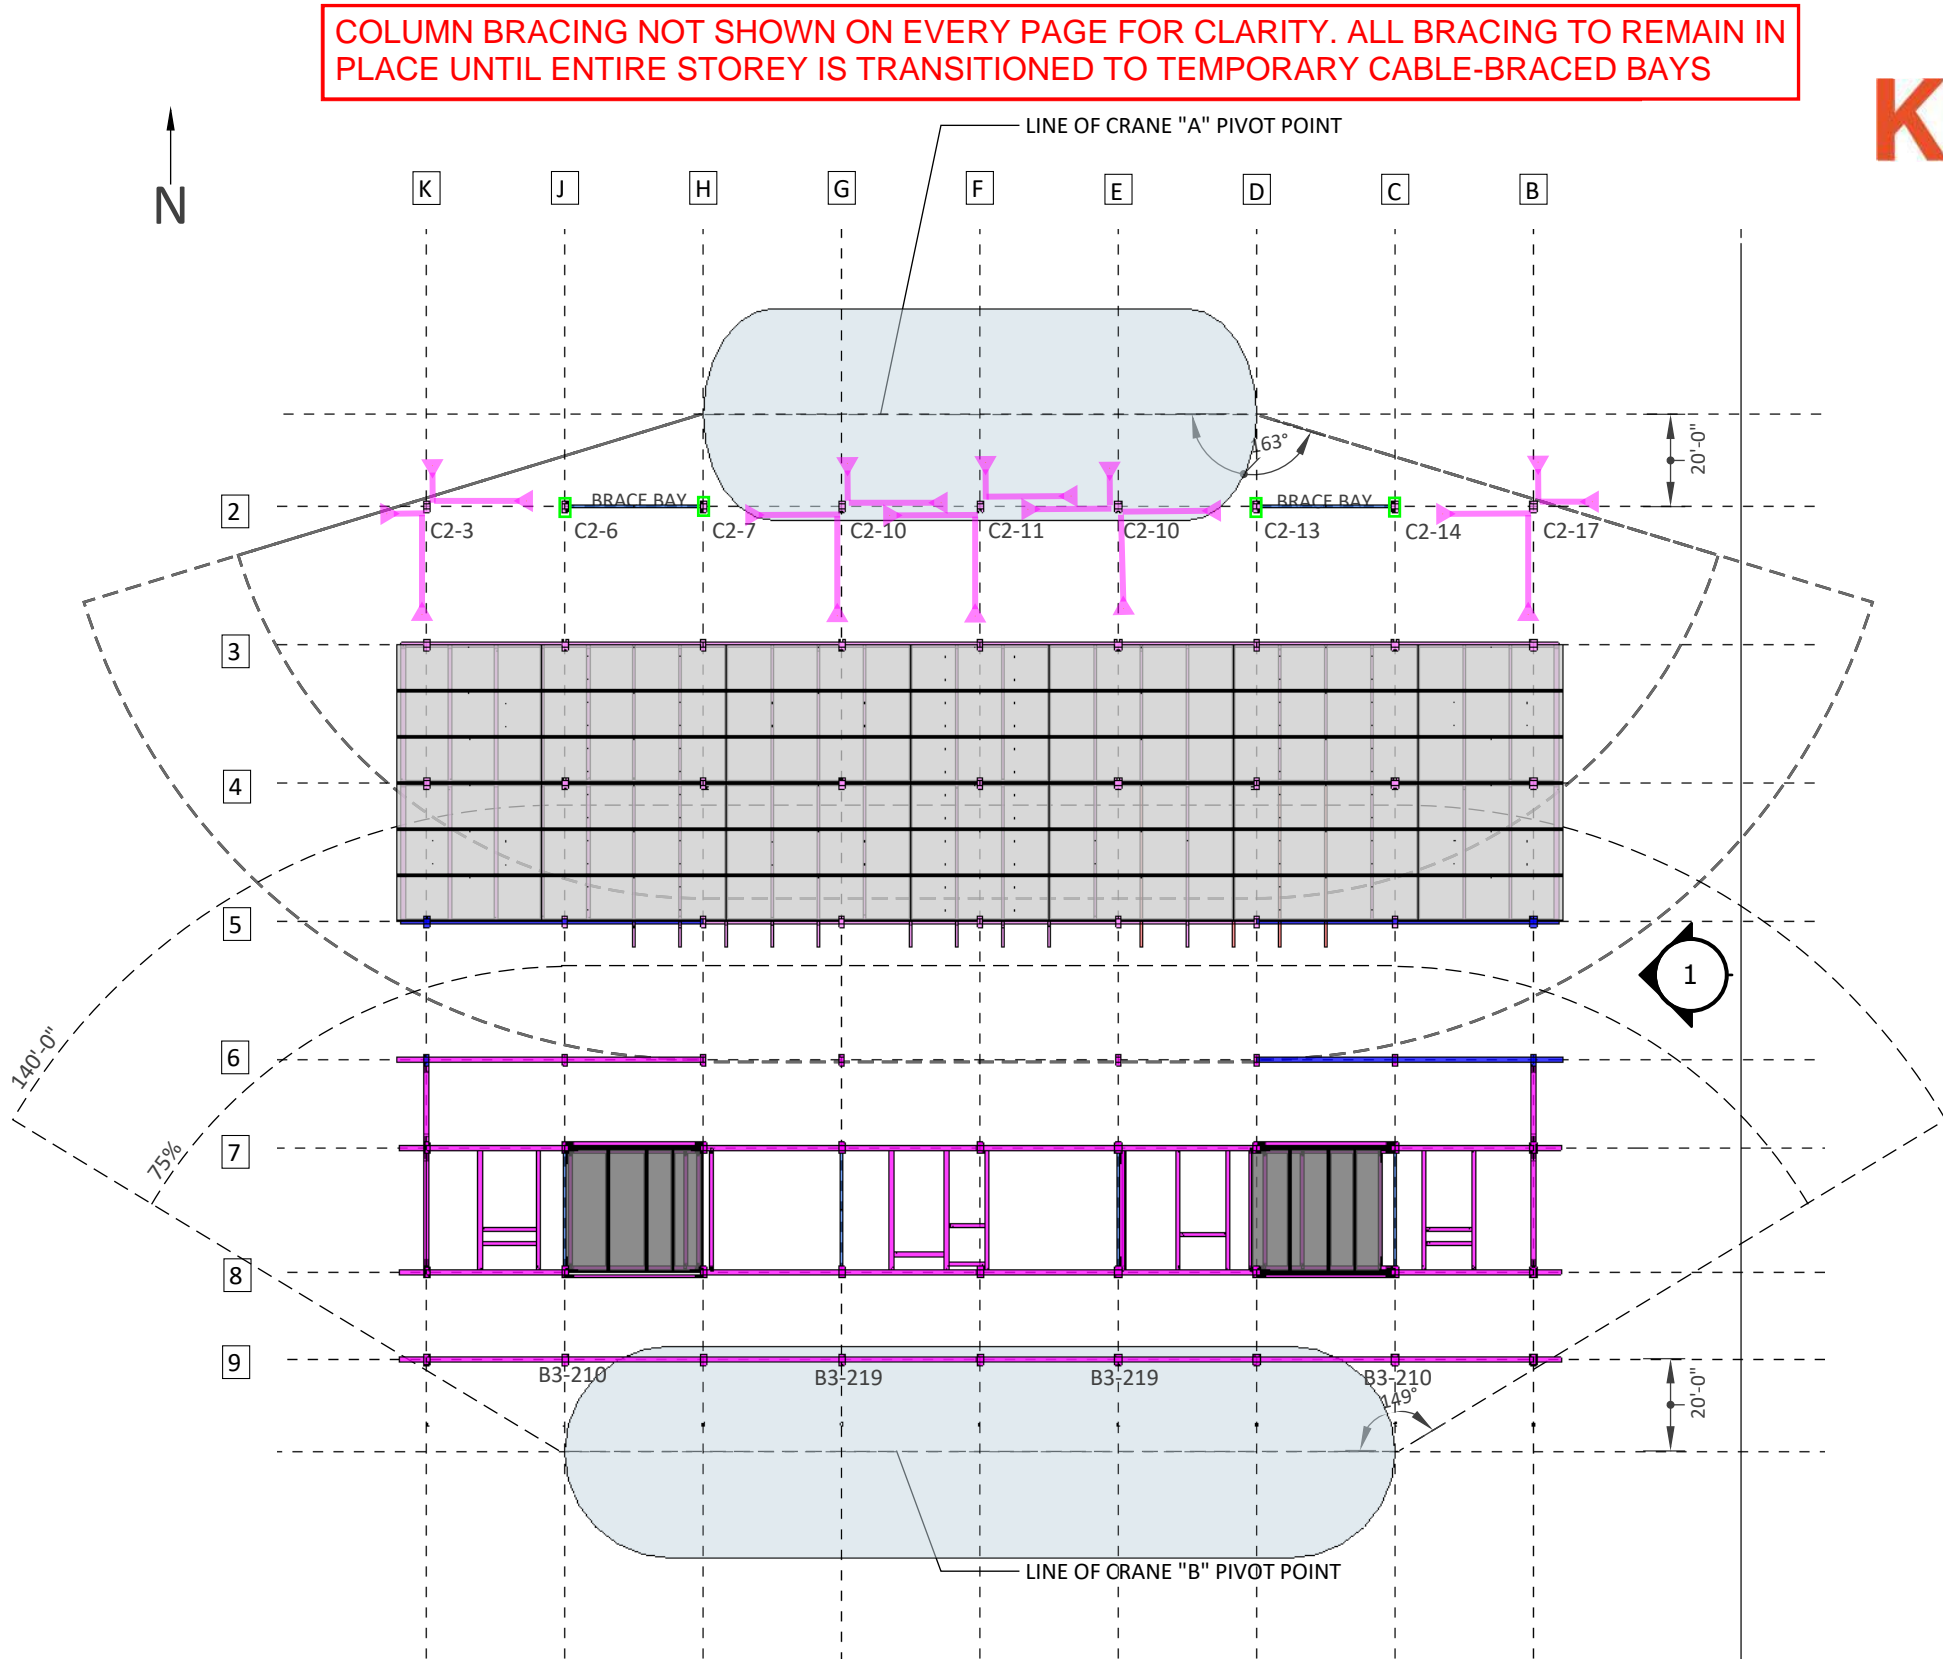 COLUMN BRACING NOT SHOWN ON EVERY PAGE FOR CLARITY. ALL BRACING TO REMAIN IN
PLACE UNTIL ENTIRE STOREY IS TRANSITIONED TO TEMPORARY CABLE-BRACED BAYS
K
LINE OF CRANE "A" PIVOT POINT
N
K J H G F E D C B
163°
20'-0"
BRACE BAY BRACE BAY
2
C2-3 C2-6 C2-7 C2-10 C2-11 C2-10 C2-13 C2-14 C2-17
3
4
5
1
6
140'-0"
75%
7
8
9
B3-210 B3-219 B3-219 B3-210
149°
20'-0"
LINE OF CRANE "B" PIVOT POINT